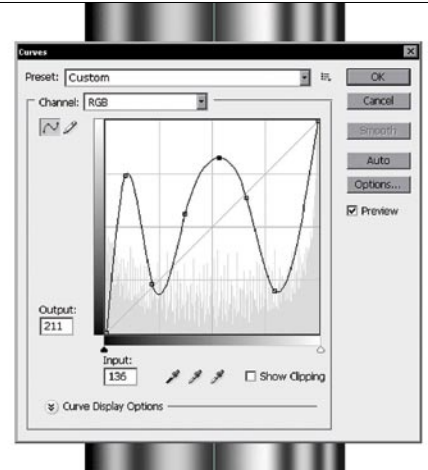 Curves
Preset: Custom
OK
Channel: RGB
Cancel
Smooth
Auto
Options...
Preview
Output:
211
Input:
136
Show Clipping
Curve Display Options